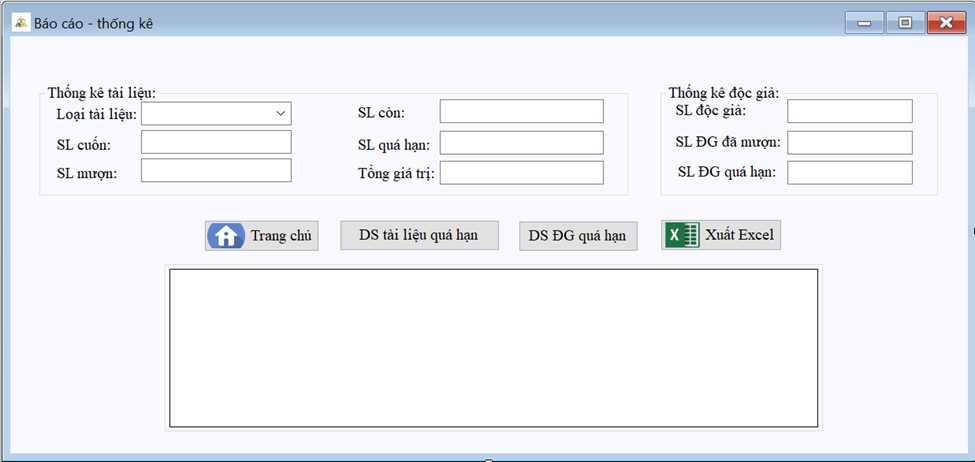 Báo cáo - thống kê
Thống kê tài liệu:
Loại tài liệu:
SL cuốn:
SL mượn:
SL còn:
SL quá hạn:
Tổng giá trị:
Thống kê độc giả:
SL độc giả:
SL ĐG đã mượn:
SL ĐG quá hạn:
Trang chủ
DS tài liệu quá hạn
DS ĐG quá hạn
X
Xuất Excel